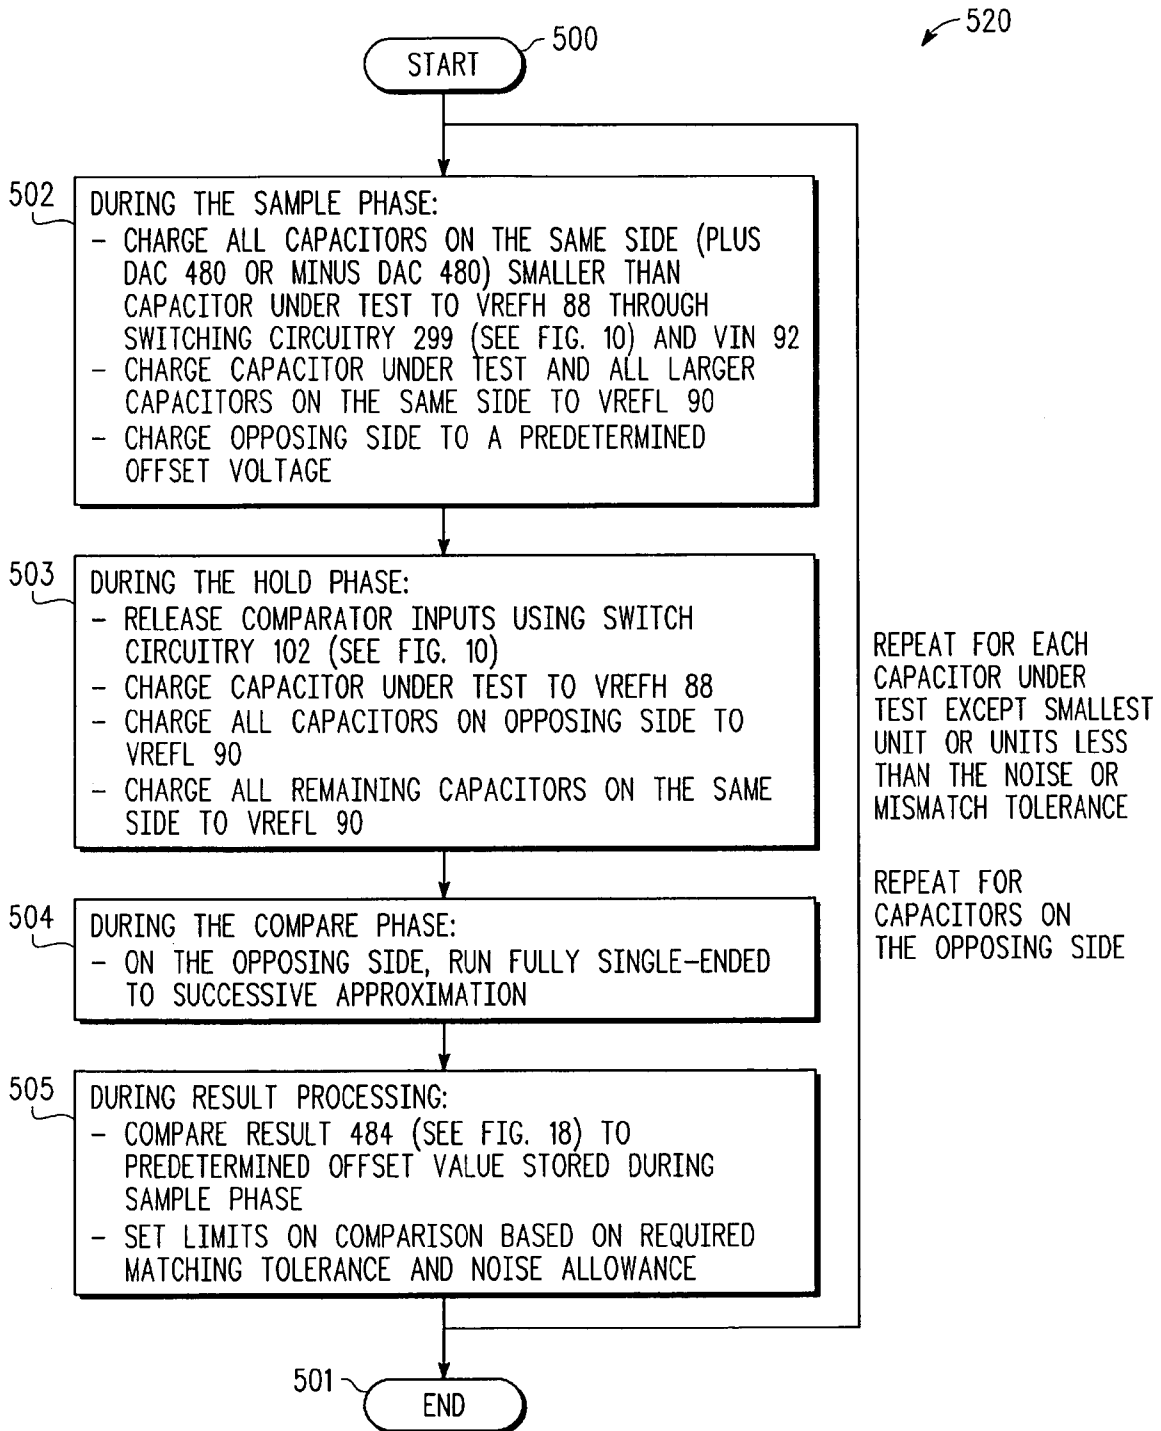 520
START
500
502
DURING THE SAMPLE PHASE:
- CHARGE ALL CAPACITORS ON THE SAME SIDE (PLUS
DAC 480 OR MINUS DAC 480) SMALLER THAN
CAPACITOR UNDER TEST TO VREFH 88 THROUGH
SWITCHING CIRCUITRY 299 (SEE FIG. 10) AND VIN 92
- CHARGE CAPACITOR UNDER TEST AND ALL LARGER
CAPACITORS ON THE SAME SIDE TO VREFL 90
- CHARGE OPPOSING SIDE TO A PREDETERMINED
OFFSET VOLTAGE
503
DURING THE HOLD PHASE:
- RELEASE COMPARATOR INPUTS USING SWITCH
CIRCUITRY 102 (SEE FIG. 10)
- CHARGE CAPACITOR UNDER TEST TO VREFH 88
- CHARGE ALL CAPACITORS ON OPPOSING SIDE TO
VREFL 90
- CHARGE ALL REMAINING CAPACITORS ON THE SAME
SIDE TO VREFL 90
REPEAT FOR EACH
CAPACITOR UNDER
TEST EXCEPT SMALLEST
UNIT OR UNITS LESS
THAN THE NOISE OR
MISMATCH TOLERANCE
REPEAT FOR
CAPACITORS ON
THE OPPOSING SIDE
504
DURING THE COMPARE PHASE:
- ON THE OPPOSING SIDE, RUN FULLY SINGLE-ENDED
TO SUCCESSIVE APPROXIMATION
505
DURING RESULT PROCESSING:
- COMPARE RESULT 484 (SEE FIG. 18) TO
PREDETERMINED OFFSET VALUE STORED DURING
SAMPLE PHASE
- SET LIMITS ON COMPARISON BASED ON REQUIRED
MATCHING TOLERANCE AND NOISE ALLOWANCE
501
END